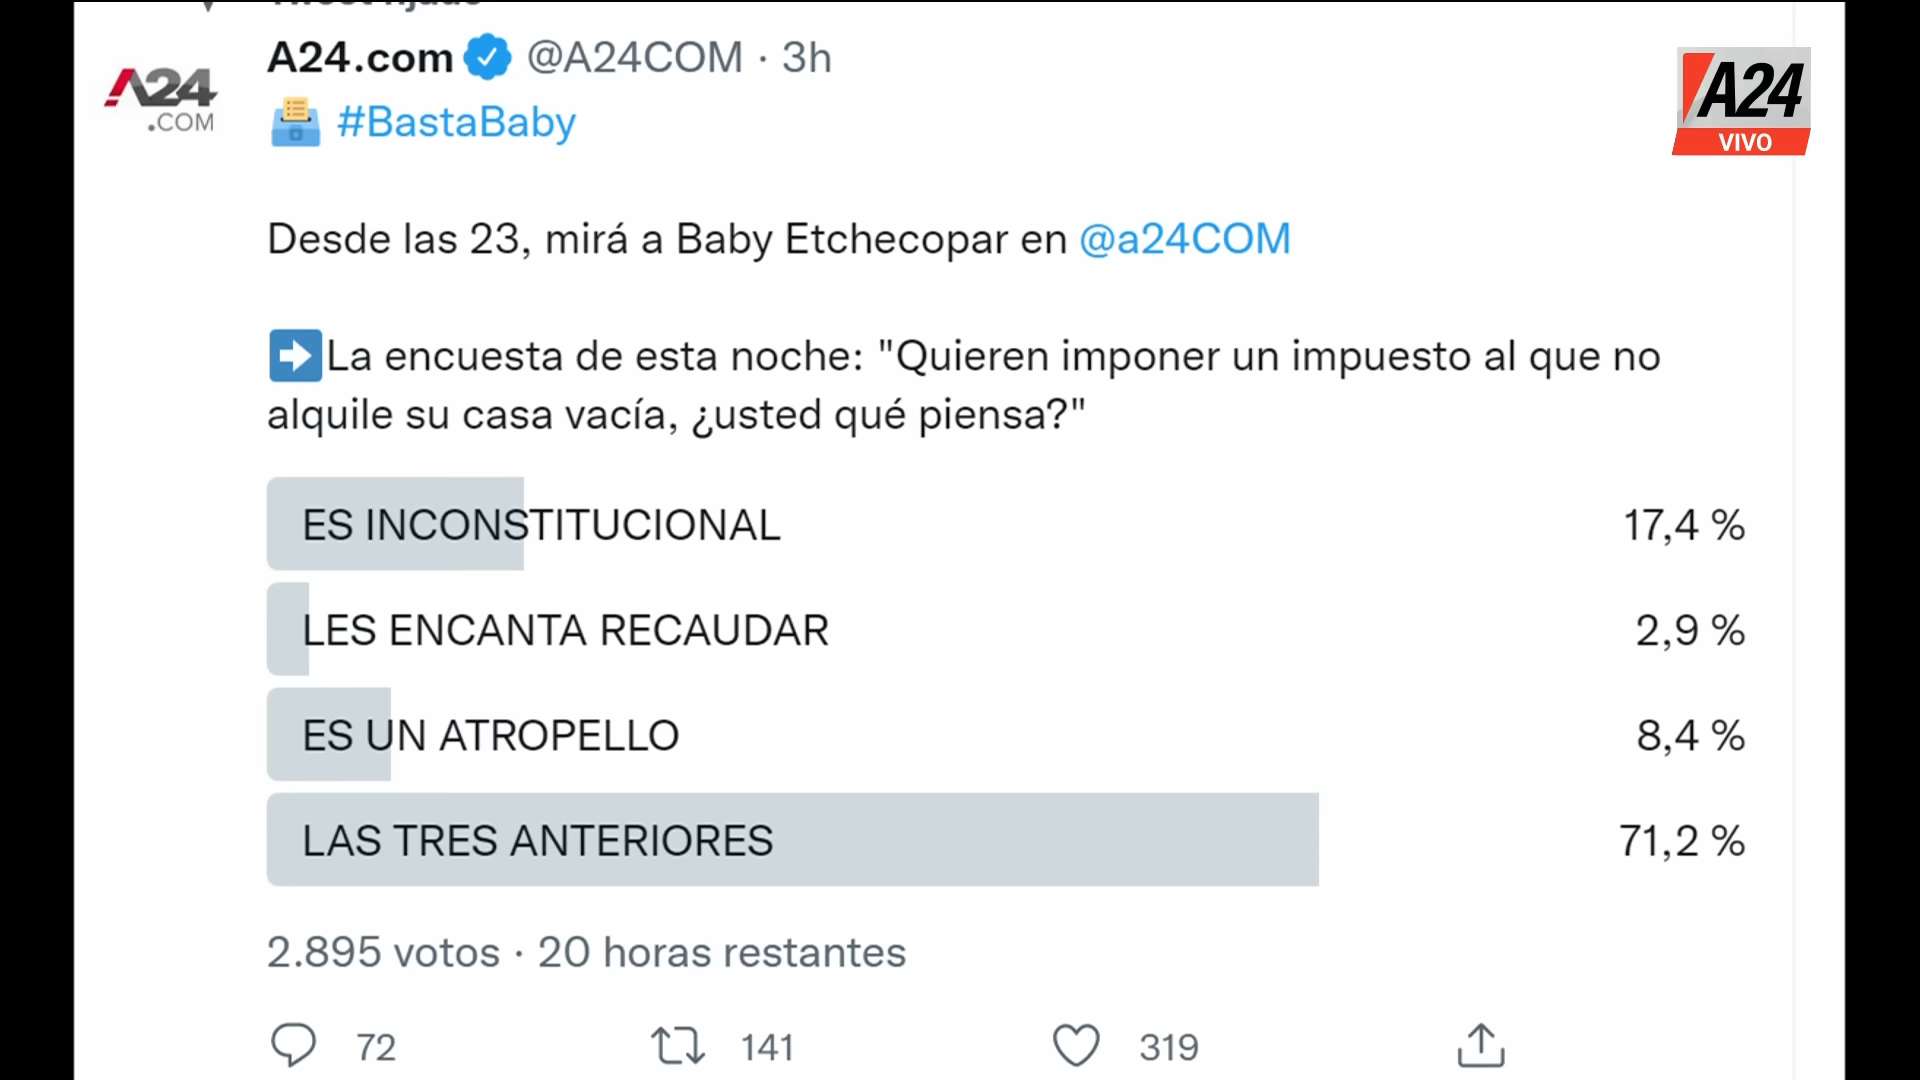 A24.com @A24COM · 3h
A24
.COM
A24
VIVO
#BastaBaby
Desde las 23, mirá a Baby Etchecopar en @a24COM
La encuesta de esta noche: "Quieren imponer un impuesto al que no
alquile su casa vacía, ¿usted qué piensa?"
ES INCONSTITUCIONAL 17,4 %
LES ENCANTA RECAUDAR 2,9 %
ES UN ATROPELLO 8,4 %
LAS TRES ANTERIORES 71,2 %
2.895 votos · 20 horas restantes
72 141 319